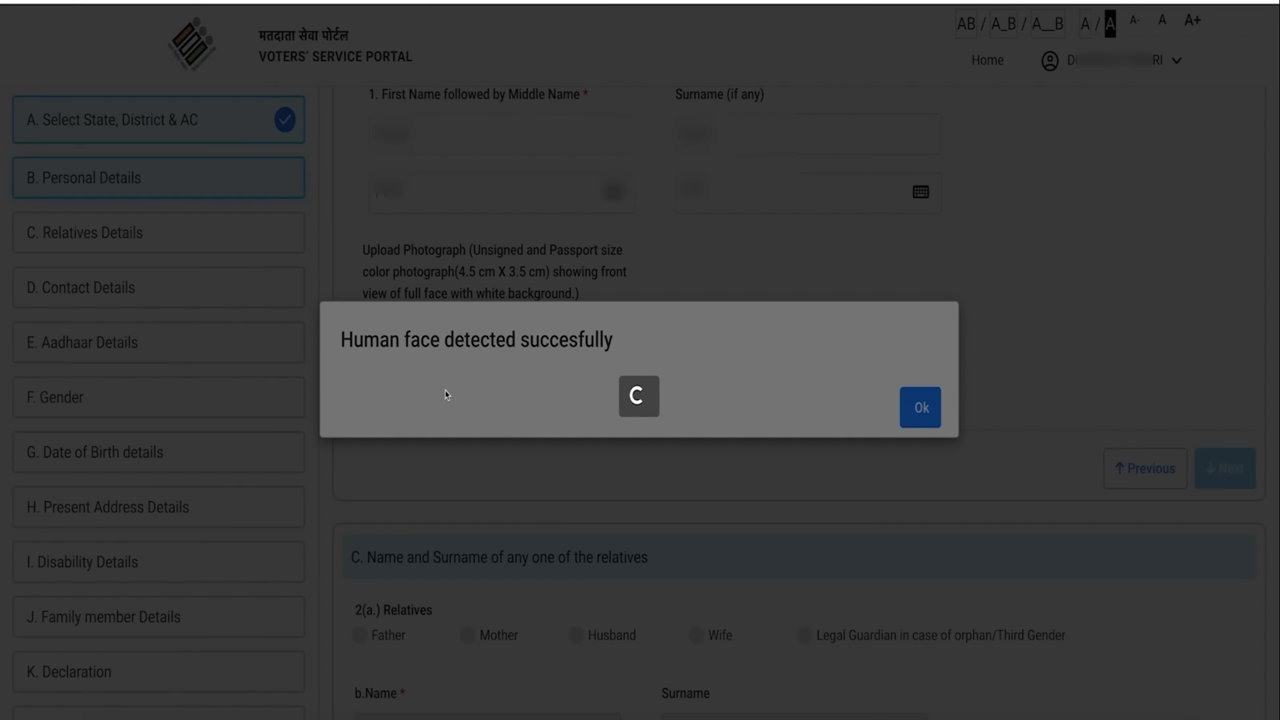 मतदाता सेवा पोर्टल
VOTERS' SERVICE PORTAL
AB / A_B / A__B A / A A- A A+
Home
A. Select State, District & AC
B. Personal Details
C. Relatives Details
D. Contact Details
E. Aadhaar Details
F. Gender
G. Date of Birth details
H. Present Address Details
I. Disability Details
J. Family member Details
K. Declaration
1. First Name followed by Middle Name * Surname (if any)
Upload Photograph (Unsigned and Passport size
color photograph(4.5 cm X 3.5 cm) showing front
view of full face with white background.)
Human face detected succesfully
Ok
↑ Previous ↓ Next
C. Name and Surname of any one of the relatives
2(a.) Relatives
Father Mother Husband Wife Legal Guardian in case of orphan/Third Gender
b.Name * Surname